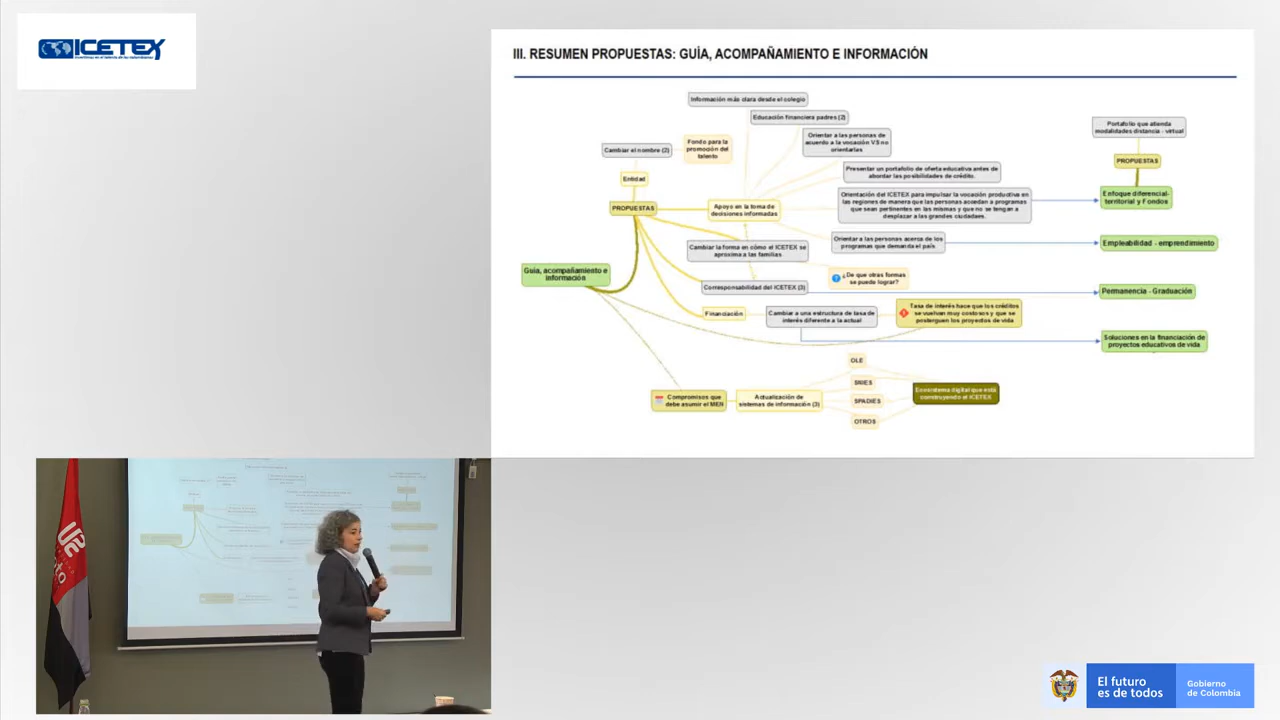 ICETEX
III. RESUMEN PROPUESTAS: GUÍA, ACOMPAÑAMIENTO E INFORMACIÓN
Información más clara desde el colegio
Educación financiera padres (2)
Orientar a las personas de
acuerdo a la vocación VS no
orientarlas
Cambiar el nombre (2)
Fondo para la
promoción del
talento
Presentar un portafolio de oferta educativa antes de
abordar las posibilidades de crédito.
Entidad
PROPUESTAS
Apoyo en la toma de
decisiones informadas
Orientación del ICETEX para impulsar la vocación productiva en
las regiones de manera que las personas accedan a programas
que sean pertinentes en las mismas y que no se tengan a
desplazar a las grandes ciudades.
Cambiar la forma en cómo el ICETEX se
aproxima a las familias
Orientar a las personas acerca de los
programas que demanda el país
Guía, acompañamiento e
información
¿De que otras formas
se puede lograr?
Corresponsabilidad del ICETEX (3)
Financiación
Cambiar a una estructura de tasa de
interés diferente a la actual
Tasa de interés hace que los créditos
se vuelvan muy costosos y que se
posterguen los proyectos de vida
Compromisos que
debe asumir el MEN
Actualización de
sistemas de información (3)
OLE
SNIES
SPADIES
OTROS
Ecosistema digital que está
construyendo el ICETEX
Portafolio que atienda
modalidades distancia - virtual
PROPUESTAS
Enfoque diferencial-
territorial y Fondos
Empleabilidad - emprendimiento
Permanencia - Graduación
Soluciones en la financiación de
proyectos educativos de vida
El futuro
es de todos
Gobierno
de Colombia